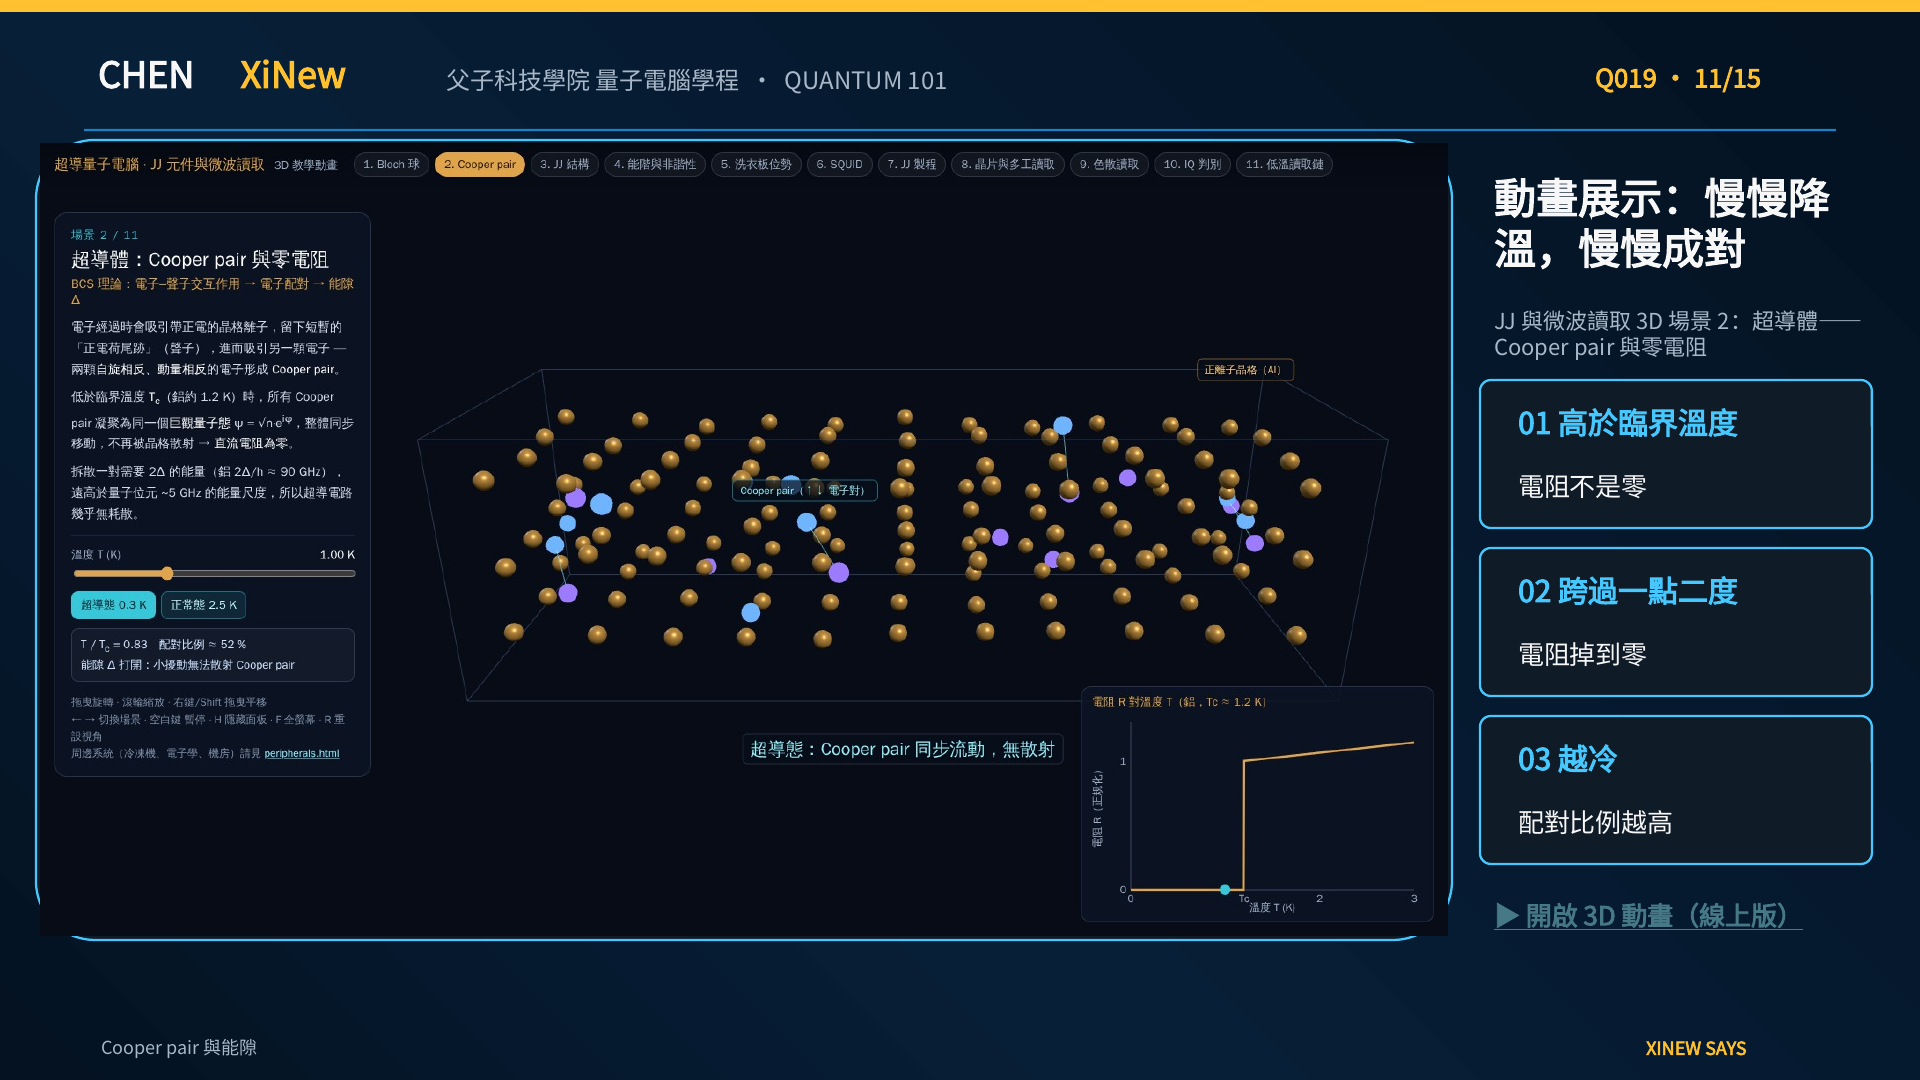 CHEN XiNew
父子科技學院 量子電腦學程 • QUANTUM 101
Q019 • 11/15
超導量子電腦 · JJ 元件與微波讀取 3D 教學動畫
1. Bloch 球
2. Cooper pair
3. JJ 結構
4. 能階與非諧性
5. 洗衣板位勢
6. SQUID
7. JJ 製程
8. 晶片與多工讀取
9. 色散讀取
10. IQ 判別
11. 低溫讀取鏈
場景 2 / 11
超導體：Cooper pair 與零電阻
BCS 理論：電子–聲子交互作用 → 電子配對 → 能隙
Δ
電子經過時會吸引帶正電的晶格離子，留下短暫的
「正電荷尾跡」（聲子），進而吸引另一顆電子 —
兩顆自旋相反、動量相反的電子形成 Cooper pair。
低於臨界溫度 Tc（鋁約 1.2 K）時，所有 Cooper
pair 凝聚為同一個巨觀量子態 ψ = √n·e^iφ，整體同步
移動，不再被晶格散射 → 直流電阻為零。
拆散一對需要 2Δ 的能量（鋁 2Δ/h ≈ 90 GHz），
遠高於量子位元 ~5 GHz 的能量尺度，所以超導電路
幾乎無耗散。
溫度 T (K) 1.00 K
超導態 0.3 K
正常態 2.5 K
T / Tc = 0.83 配對比例 ≈ 52 %
能隙 Δ 打開：小擾動無法散射 Cooper pair
拖曳旋轉 · 滾輪縮放 · 右鍵/Shift 拖曳平移
← → 切換場景 · 空白鍵 暫停 · H 隱藏面板 · F 全螢幕 · R 重
設視角
周邊系統（冷凍機、電子學、機房）請見 peripherals.html
正離子晶格（Al）
Cooper pair（↑↓ 電子對）
超導態：Cooper pair 同步流動，無散射
電阻 R 對溫度 T（鋁，Tc ≈ 1.2 K）
電阻 R（正規化）
1
0
0 Tc 2 3
溫度 T (K)
動畫展示：慢慢降
溫，慢慢成對
JJ 與微波讀取 3D 場景 2：超導體——
Cooper pair 與零電阻
01 高於臨界溫度
電阻不是零
02 跨過一點二度
電阻掉到零
03 越冷
配對比例越高
▶ 開啟 3D 動畫（線上版）
Cooper pair 與能隙
XINEW SAYS